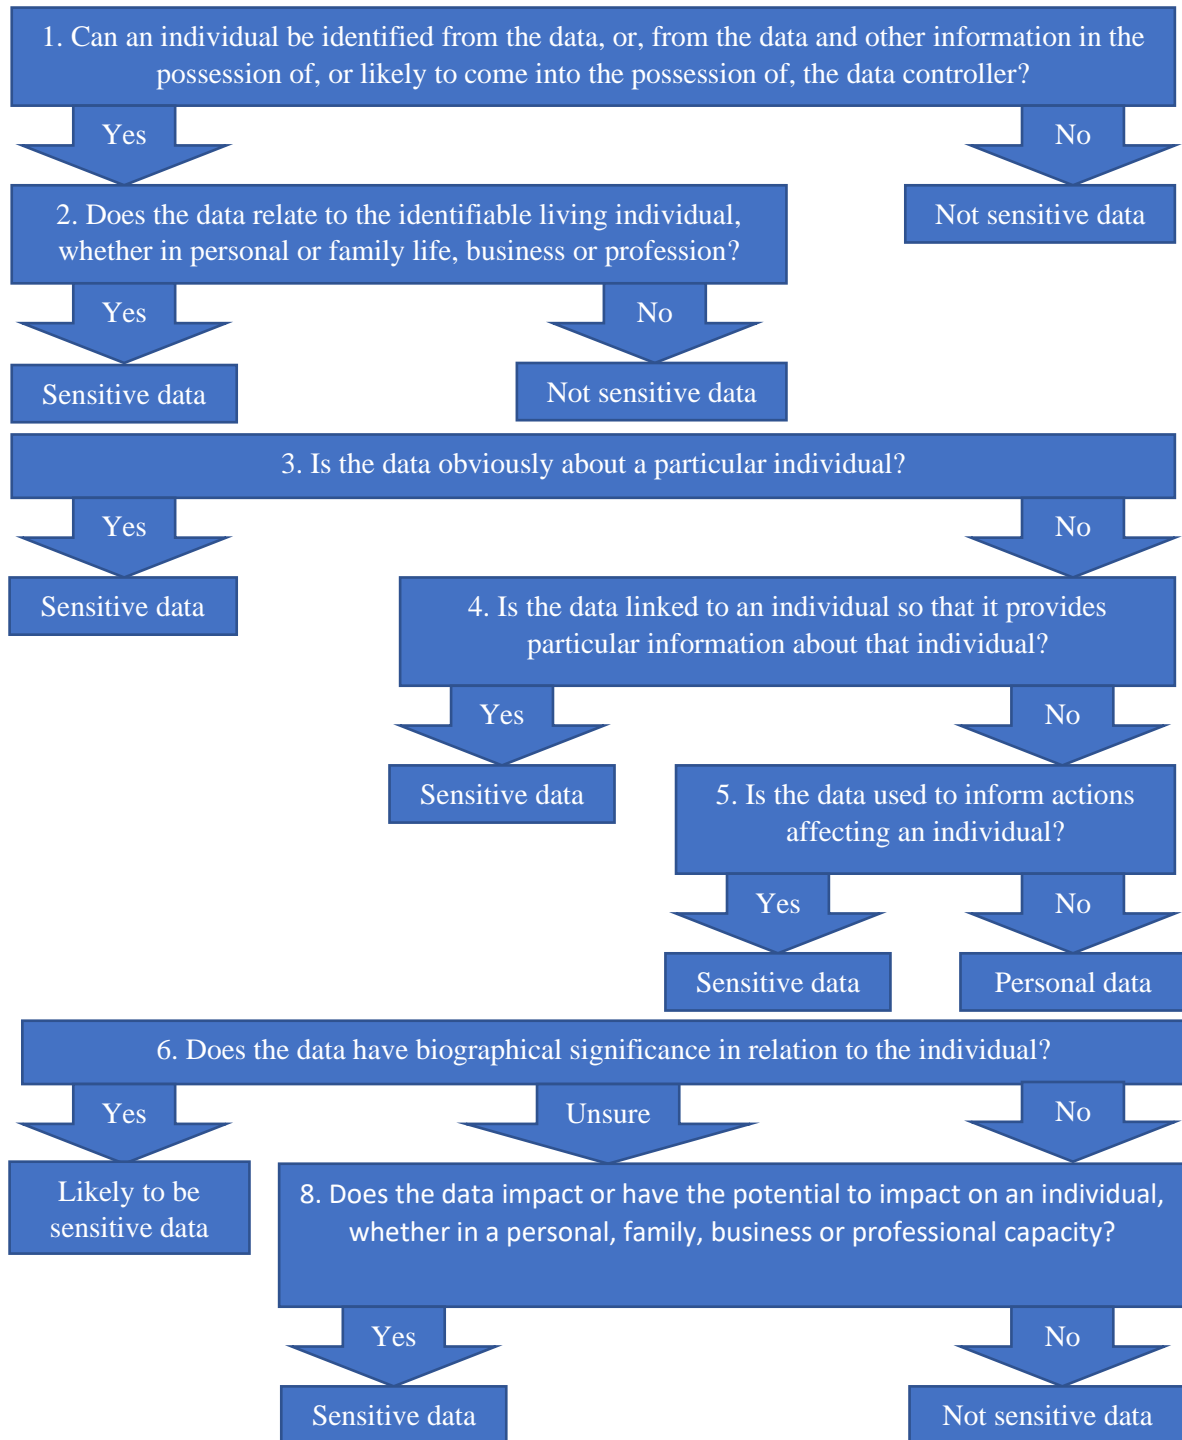 1. Can an individual be identified from the data, or, from the data and other information in the
possession of, or likely to come into the possession of, the data controller?
Yes
No
2. Does the data relate to the identifiable living individual,
whether in personal or family life, business or profession?
Not sensitive data
Yes
No
Sensitive data
Not sensitive data
3. Is the data obviously about a particular individual?
Yes
No
Sensitive data
4. Is the data linked to an individual so that it provides
particular information about that individual?
Yes
No
Sensitive data
5. Is the data used to inform actions
affecting an individual?
Yes
No
Sensitive data
Personal data
6. Does the data have biographical significance in relation to the individual?
Yes
Unsure
No
Likely to be
sensitive data
8. Does the data impact or have the potential to impact on an individual,
whether in a personal, family, business or professional capacity?
Yes
No
Sensitive data
Not sensitive data